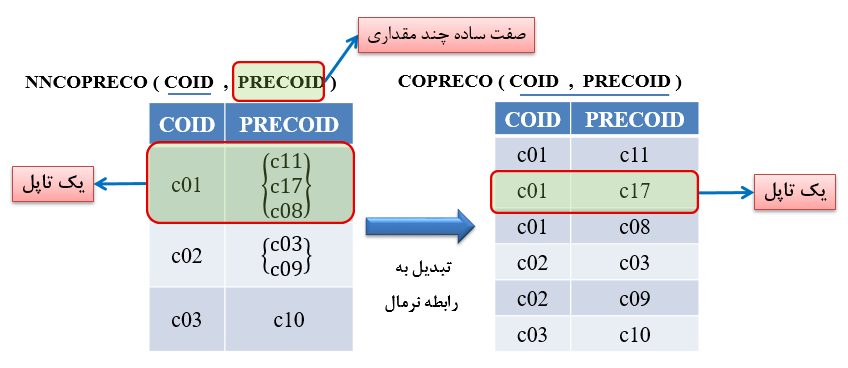 صفت ساده چند مقداری
NNCOPRECO ( COID , PRECOID )
COID PRECOID
یک تاپل
c01 {c11 c17 c08}
c02 {c03 c09}
c03 c10
تبدیل به
رابطه نرمال
COPRECO ( COID , PRECOID )
COID PRECOID
c01 c11
c01 c17
یک تاپل
c01 c08
c02 c03
c02 c09
c03 c10